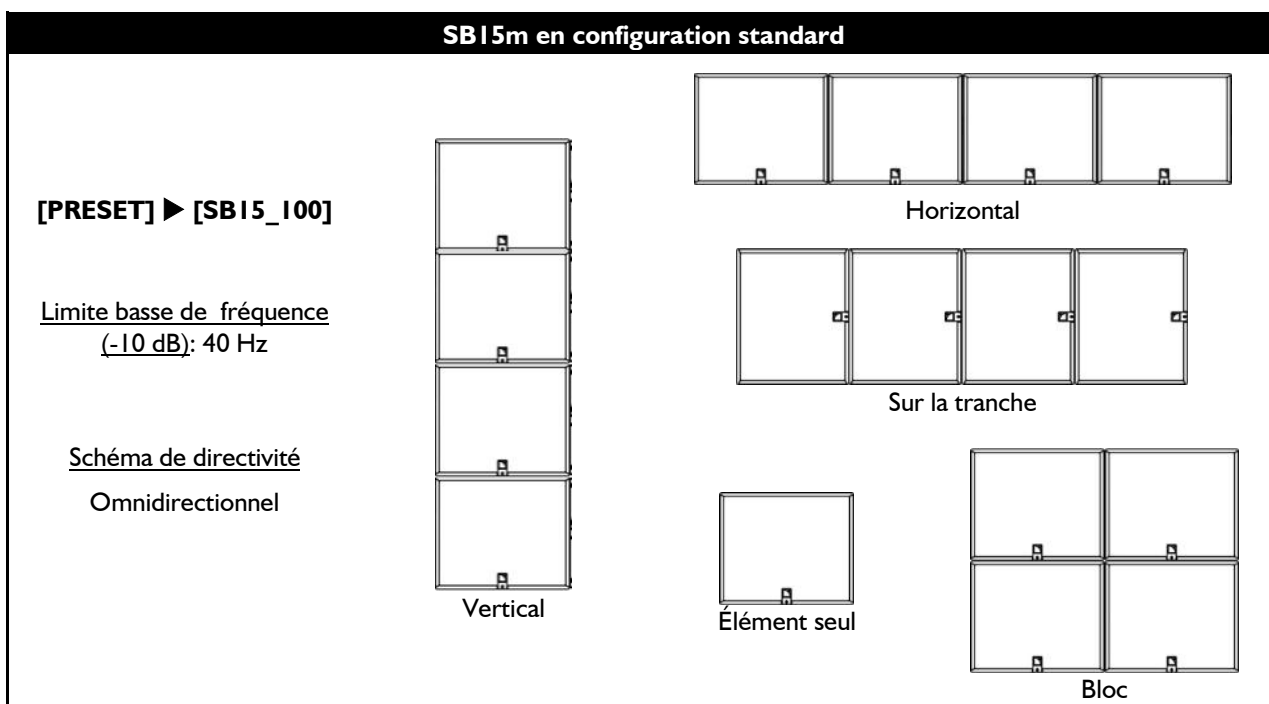 SB15m en configuration standard
[PRESET] ▶ [SB15_100]
Limite basse de fréquence
(-10 dB): 40 Hz
Schéma de directivité
Omnidirectionnel
Vertical
Horizontal
Sur la tranche
Élément seul
Bloc